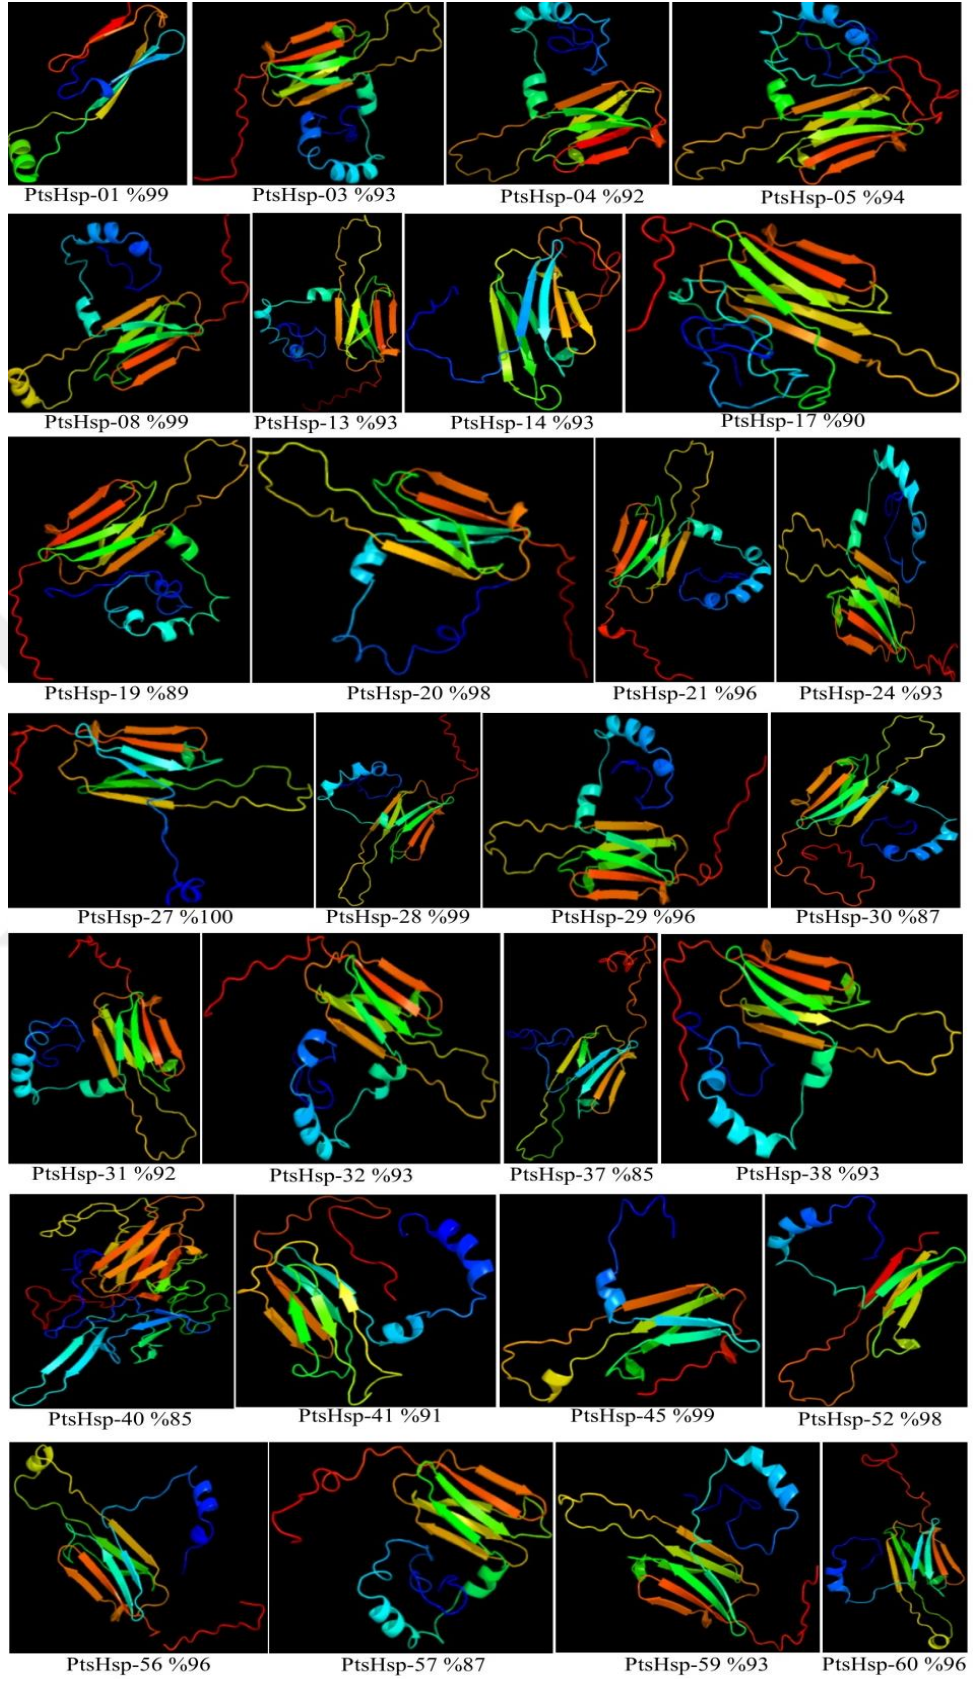 PtsHsp-01 %99 PtsHsp-03 %93 PtsHsp-04 %92 PtsHsp-05 %94
PtsHsp-08 %99 PtsHsp-13 %93 PtsHsp-14 %93 PtsHsp-17 %90
PtsHsp-19 %89 PtsHsp-20 %98 PtsHsp-21 %96 PtsHsp-24 %93
PtsHsp-27 %100 PtsHsp-28 %99 PtsHsp-29 %96 PtsHsp-30 %87
PtsHsp-31 %92 PtsHsp-32 %93 PtsHsp-37 %85 PtsHsp-38 %93
PtsHsp-40 %85 PtsHsp-41 %91 PtsHsp-45 %99 PtsHsp-52 %98
PtsHsp-56 %96 PtsHsp-57 %87 PtsHsp-59 %93 PtsHsp-60 %96